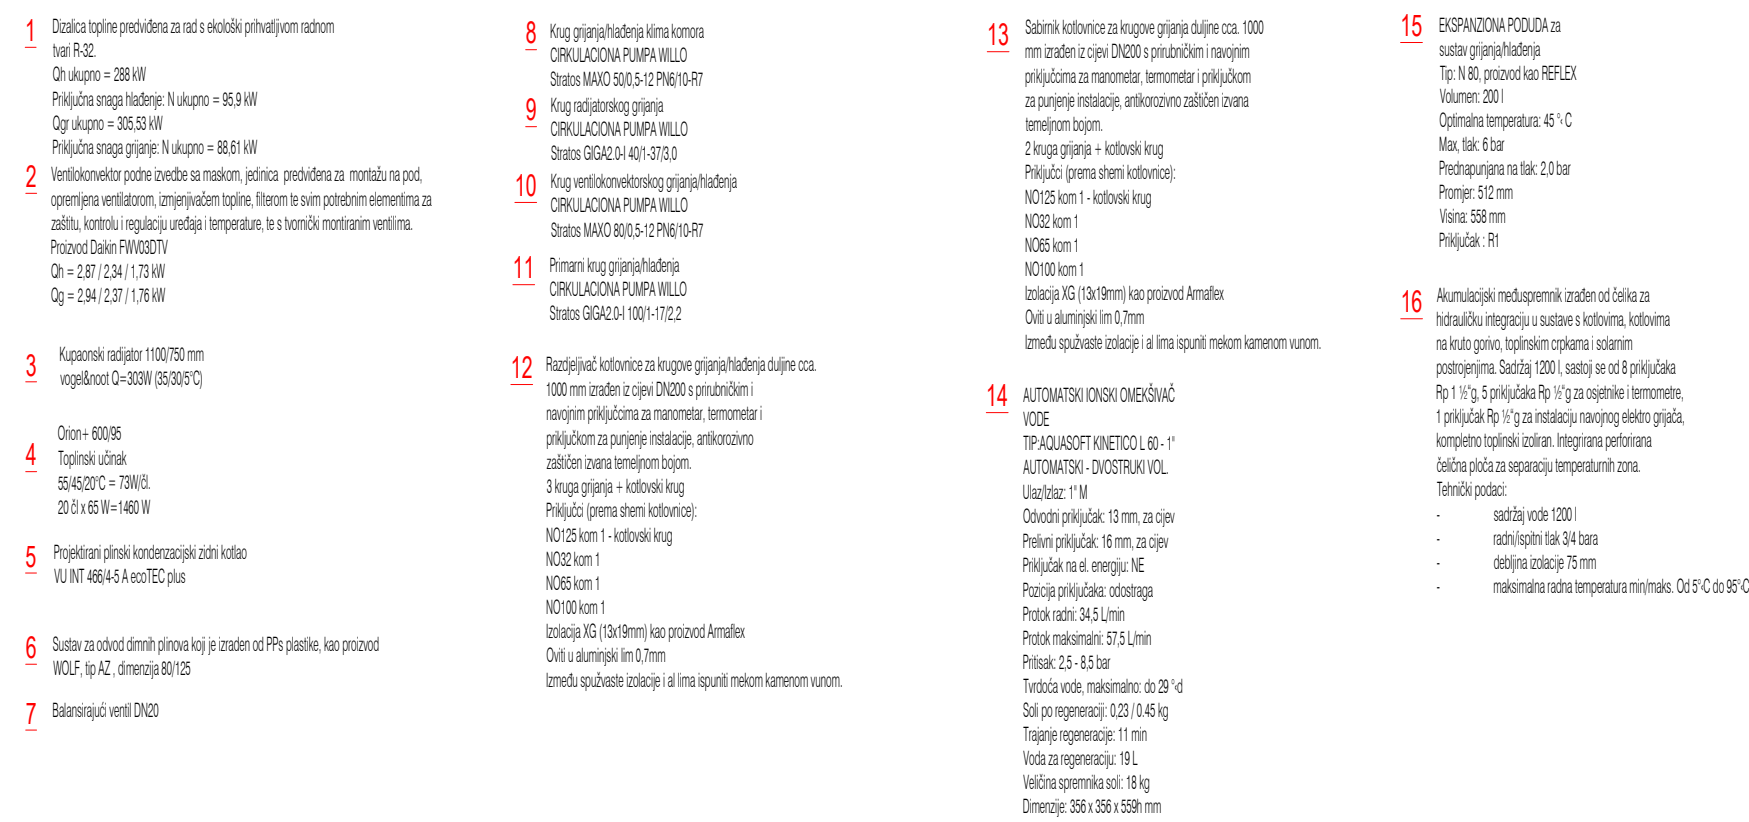 1
Dizalica topline predviđena za rad s ekološki prihvatljivom radnom
tvari R-32.
Qh ukupno = 288 kW
Priključna snaga hlađenje: N ukupno = 95,9 kW
Qgr ukupno = 305,53 kW
Priključna snaga grijanje: N ukupno = 88,61 kW
2
Ventilokonvektor podne izvedbe sa maskom, jedinica predviđena za montažu na pod,
opremljena ventilatorom, izmjenjivačem topline, filterom te svim potrebnim elementima za
zaštitu, kontrolu i regulaciju uređaja i temperature, te s tvornički montiranim ventilima.
Proizvod Daikin FWV03DTV
Qh = 2,87 / 2,34 / 1,73 kW
Qg = 2,94 / 2,37 / 1,76 kW
3
Kupaonski radijator 1100/750 mm
vogel&noot Q=303W (35/30/5°C)
4
Orion+ 600/95
Toplinski učinak
55/45/20°C = 73W/čl.
20 čl x 65 W=1460 W
5
Projektirani plinski kondenzacijski zidni kotlao
VU INT 466/4-5 A ecoTEC plus
6
Sustav za odvod dimnih plinova koji je izraden od PPs plastike, kao proizvod
WOLF, tip AZ , dimenzija 80/125
7
Balansirajući ventil DN20
8
Krug grijanja/hlađenja klima komora
CIRKULACIONA PUMPA WILLO
Stratos MAXO 50/0,5-12 PN6/10-R7
9
Krug radijatorskog grijanja
CIRKULACIONA PUMPA WILLO
Stratos GIGA2.0-I 40/1-37/3,0
10
Krug ventilokonvektorskog grijanja/hlađenja
CIRKULACIONA PUMPA WILLO
Stratos MAXO 80/0,5-12 PN6/10-R7
11
Primarni krug grijanja/hlađenja
CIRKULACIONA PUMPA WILLO
Stratos GIGA2.0-I 100/1-17/2,2
12
Razdjeljivač kotlovnice za krugove grijanja/hlađenja duljine cca.
1000 mm izrađen iz cijevi DN200 s prirubničkim i
navojnim priključcima za manometar, termometar i
priključkom za punjenje instalacije, antikorozivno
zaštičen izvana temeljnom bojom.
3 kruga grijanja + kotlovski krug
Priključci (prema shemi kotlovnice):
NO125 kom 1 - kotlovski krug
NO32 kom 1
NO65 kom 1
NO100 kom 1
Izolacija XG (13x19mm) kao proizvod Armaflex
Oviti u aluminjski lim 0,7mm
Između spužvaste izolacije i al lima ispuniti mekom kamenom vunom.
13
Sabirnik kotlovnice za krugove grijanja duljine cca. 1000
mm izrađen iz cijevi DN200 s prirubničkim i navojnim
priključcima za manometar, termometar i priključkom
za punjenje instalacije, antikorozivno zaštičen izvana
temeljnom bojom.
2 kruga grijanja + kotlovski krug
Priključci (prema shemi kotlovnice):
NO125 kom 1 - kotlovski krug
NO32 kom 1
NO65 kom 1
NO100 kom 1
Izolacija XG (13x19mm) kao proizvod Armaflex
Oviti u aluminjski lim 0,7mm
Između spužvaste izolacije i al lima ispuniti mekom kamenom vunom.
14
AUTOMATSKI IONSKI OMEKŠIVAČ
VODE
TIP:AQUASOFT KINETICO L 60 - 1"
AUTOMATSKI - DVOSTRUKI VOL.
Ulaz/Izlaz: 1" M
Odvodni priključak: 13 mm, za cijev
Prelivni priključak: 16 mm, za cijev
Priključak na el. energiju: NE
Pozicija priključaka: odostraga
Protok radni: 34,5 L/min
Protok maksimalni: 57,5 L/min
Pritisak: 2,5 - 8,5 bar
Tvrdoća vode, maksimalno: do 29 °‹d
Soli po regeneraciji: 0,23 / 0.45 kg
Trajanje regeneracije: 11 min
Voda za regeneraciju: 19 L
Veličina spremnika soli: 18 kg
Dimenzije: 356 x 356 x 559h mm
15
EKSPANZIONA PODUDA za
sustav grijanja/hlađenja
Tip: N 80, proizvod kao REFLEX
Volumen: 200 l
Optimalna temperatura: 45 °‹ C
Max, tlak: 6 bar
Prednapunjana na tlak: 2,0 bar
Promjer: 512 mm
Visina: 558 mm
Priključak : R1
16
Akumulacijski međuspremnik izrađen od čelika za
hidrauličku integraciju u sustave s kotlovima, kotlovima
na kruto gorivo, toplinskim crpkama i solarnim
postrojenjima. Sadržaj 1200 l, sastoji se od 8 priključaka
Rp 1 ½“g, 5 priključaka Rp ½“g za osjetnike i termometre,
1 priključak Rp ½“g za instalaciju navojnog elektro grijača,
kompletno toplinski izoliran. Integrirana perforirana
čelična ploča za separaciju temperaturnih zona.
Tehnički podaci:
- sadržaj vode 1200 l
- radni/ispitni tlak 3/4 bara
- debljina izolacije 75 mm
- maksimalna radna temperatura min/maks. Od 5°‹C do 95°‹C